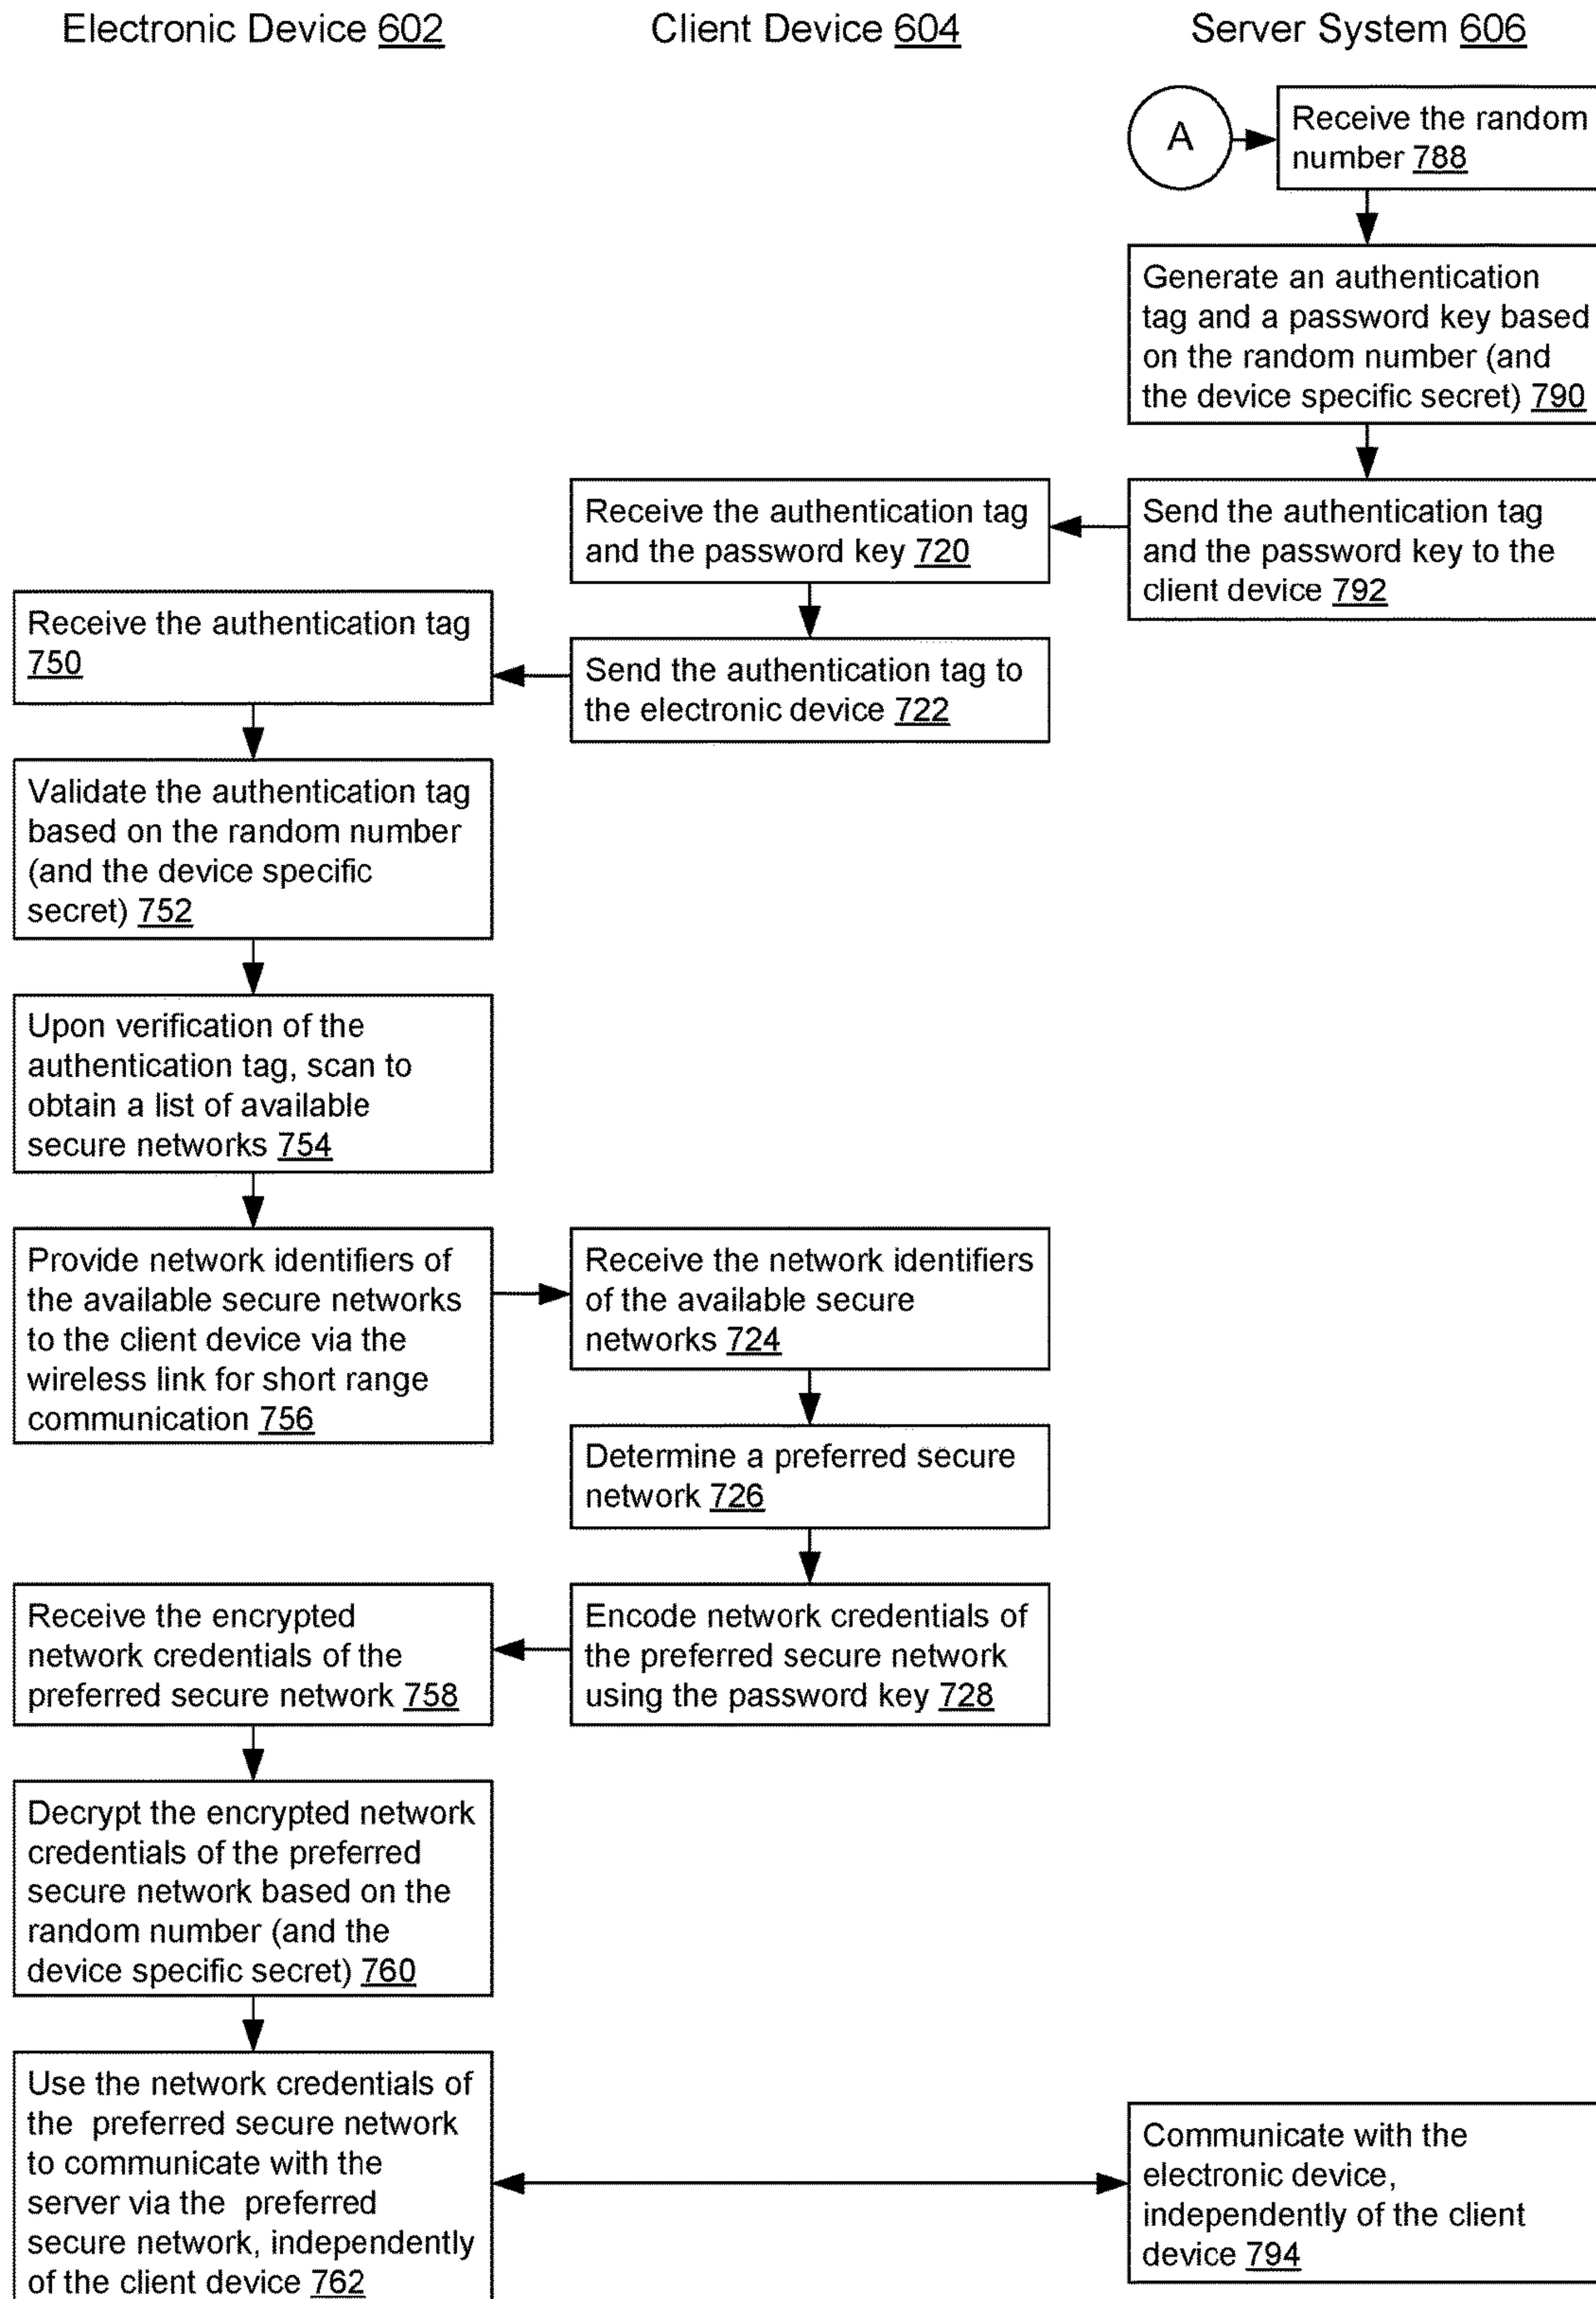 Electronic Device 602
Client Device 604
Server System 606
A
Receive the random
number 788
Generate an authentication
tag and a password key based
on the random number (and
the device specific secret) 790
Send the authentication tag
and the password key to the
client device 792
Receive the authentication tag
and the password key 720
Send the authentication tag to
the electronic device 722
Receive the authentication tag
750
Validate the authentication tag
based on the random number
(and the device specific
secret) 752
Upon verification of the
authentication tag, scan to
obtain a list of available
secure networks 754
Provide network identifiers of
the available secure networks
to the client device via the
wireless link for short range
communication 756
Receive the network identifiers
of the available secure
networks 724
Determine a preferred secure
network 726
Encode network credentials of
the preferred secure network
using the password key 728
Receive the encrypted
network credentials of the
preferred secure network 758
Decrypt the encrypted network
credentials of the preferred
secure network based on the
random number (and the
device specific secret) 760
Use the network credentials of
the preferred secure network
to communicate with the
server via the preferred
secure network, independently
of the client device 762
Communicate with the
electronic device,
independently of the client
device 794